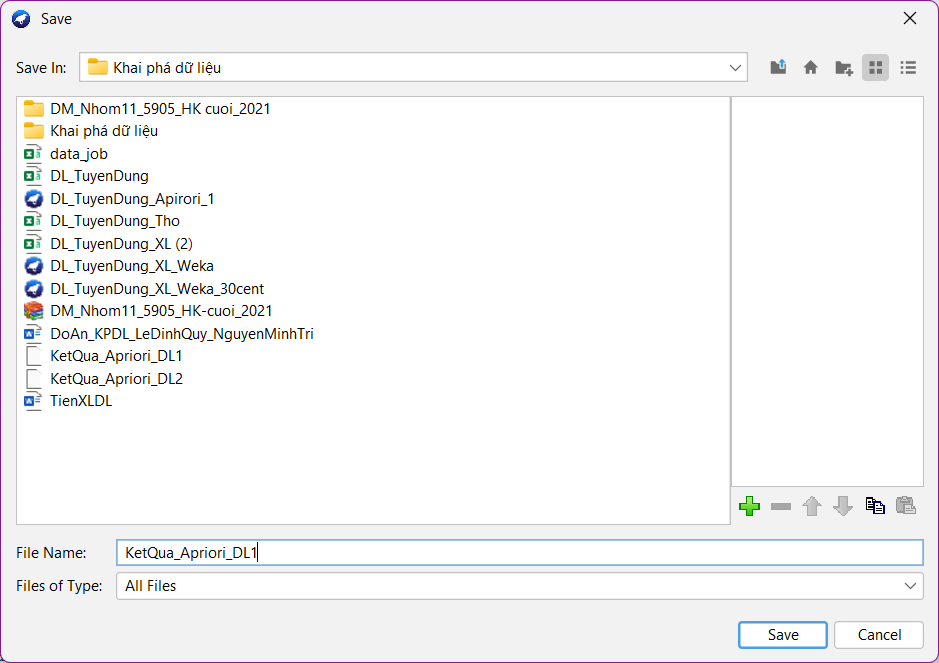 Save
Save In: Khai phá dữ liệu
DM_Nhom11_5905_HK cuoi_2021
Khai phá dữ liệu
data_job
DL_TuyenDung
DL_TuyenDung_Apirori_1
DL_TuyenDung_Tho
DL_TuyenDung_XL (2)
DL_TuyenDung_XL_Weka
DL_TuyenDung_XL_Weka_30cent
DM_Nhom11_5905_HK-cuoi_2021
DoAn_KPDL_LeDinhQuy_NguyenMinhTri
KetQua_Apriori_DL1
KetQua_Apriori_DL2
TienXLDL
File Name: KetQua_Apriori_DL1
Files of Type: All Files
Save Cancel